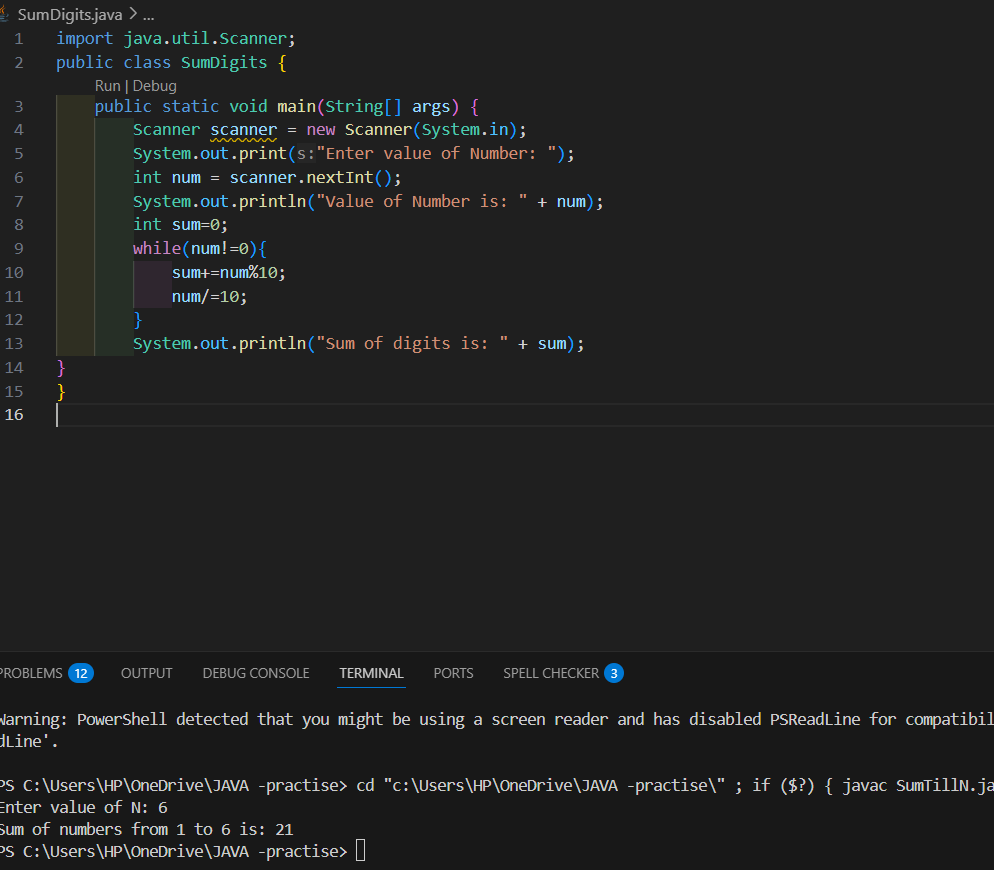 SumDigits.java > ...
1 import java.util.Scanner;
2 public class SumDigits {
Run | Debug
3 public static void main(String[] args) {
4 Scanner scanner = new Scanner(System.in);
5 System.out.print(s:"Enter value of Number: ");
6 int num = scanner.nextInt();
7 System.out.println("Value of Number is: " + num);
8 int sum=0;
9 while(num!=0){
10 sum+=num%10;
11 num/=10;
12 }
13 System.out.println("Sum of digits is: " + sum);
14 }
15 }
16
PROBLEMS 12 OUTPUT DEBUG CONSOLE TERMINAL PORTS SPELL CHECKER 3
Warning: PowerShell detected that you might be using a screen reader and has disabled PSReadLine for compatibil
dLine'.
PS C:\Users\HP\OneDrive\JAVA -practise> cd "c:\Users\HP\OneDrive\JAVA -practise\" ; if ($?) { javac SumTillN.ja
Enter value of N: 6
Sum of numbers from 1 to 6 is: 21
PS C:\Users\HP\OneDrive\JAVA -practise>